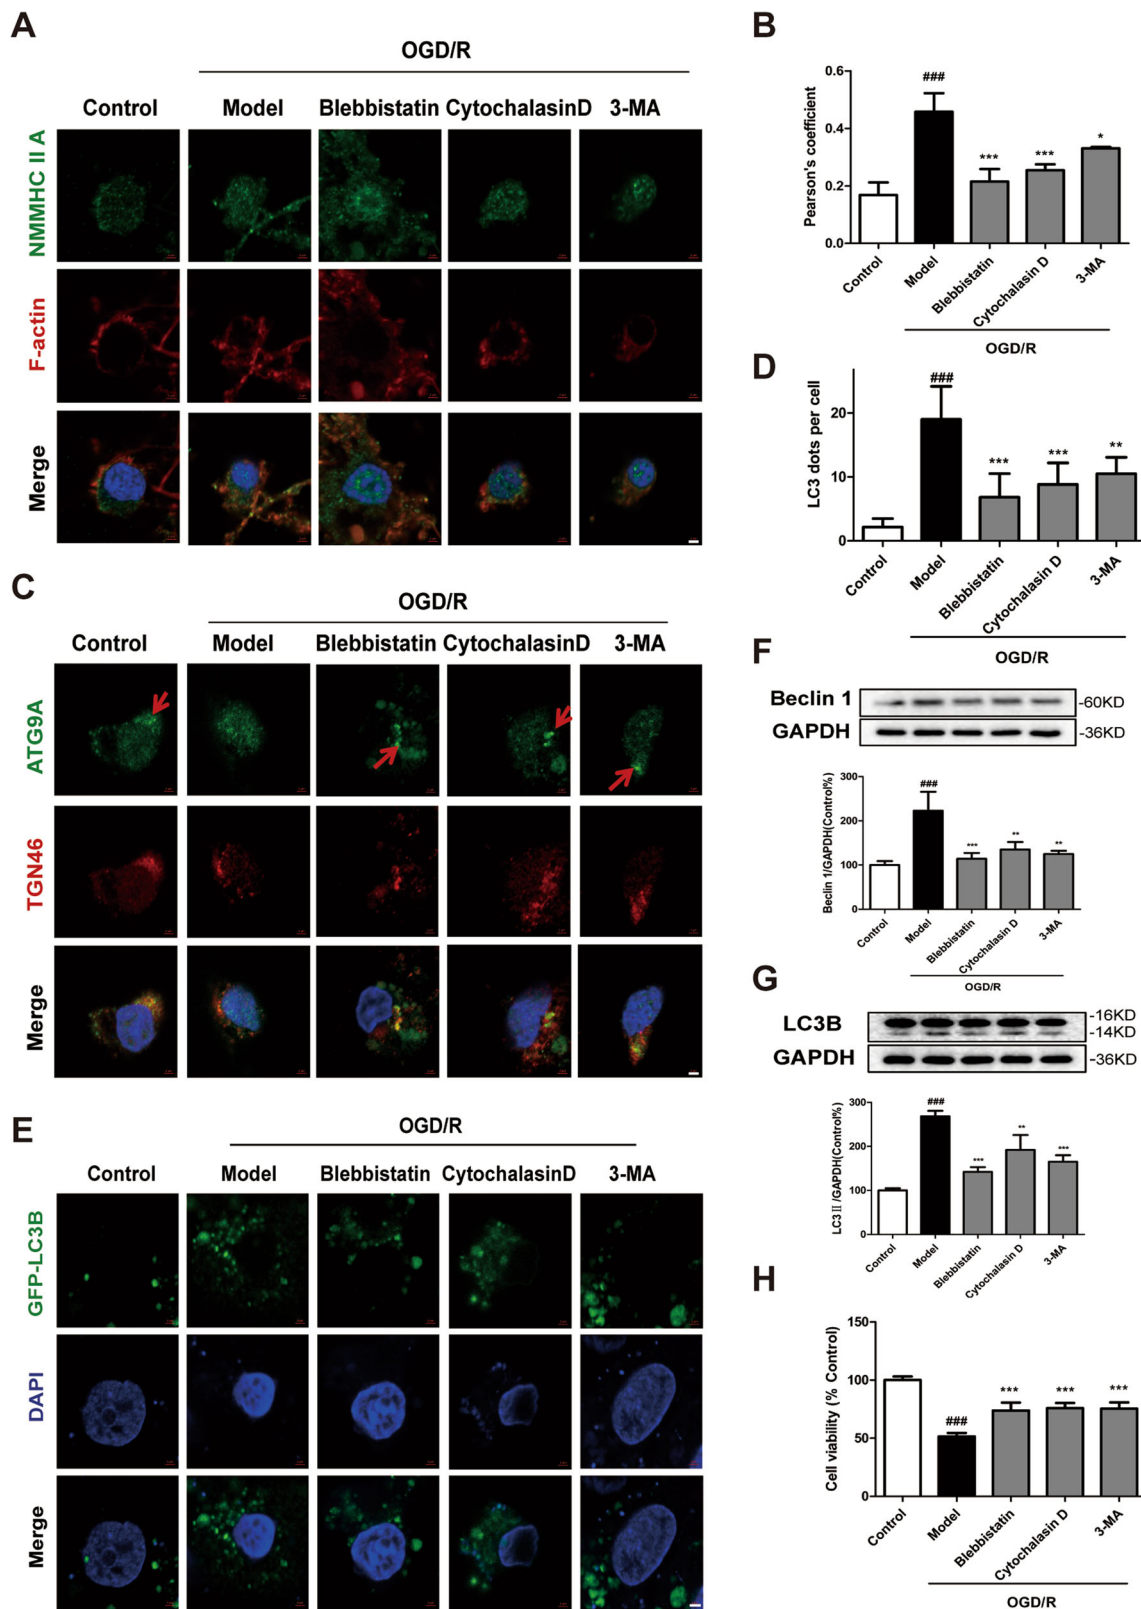 A
OGD/R
Control Model Blebbistatin CytochalasinD 3-MA
NMMHC II A
F-actin
Merge
B
Pearson's coefficient
0.6
0.4
0.2
0.0
###
***
***
*
Control
Model
Blebbistatin
Cytochalasin D
3-MA
OGD/R
C
OGD/R
Control Model Blebbistatin CytochalasinD 3-MA
ATG9A
TGN46
Merge
D
LC3 dots per cell
20
10
0
###
***
***
**
Control
Model
Blebbistatin
Cytochalasin D
3-MA
OGD/R
E
OGD/R
Control Model Blebbistatin CytochalasinD 3-MA
GFP-LC3B
DAPI
Merge
F
Beclin 1 -60KD
GAPDH -36KD
Beclin 1/GAPDH(Control%)
300
200
100
0
###
***
**
**
Control
Model
Blebbistatin
Cytochalasin D
3-MA
OGD/R
G
LC3B
-16KD
-14KD
GAPDH -36KD
LC3Ⅱ/GAPDH(Control%)
300
200
100
0
###
***
**
***
Control
Model
Blebbistatin
Cytochalasin D
3-MA
H
Cell viability (% Control)
150
100
50
0
###
***
***
***
Control
Model
Blebbistatin
Cytochalasin D
3-MA
OGD/R